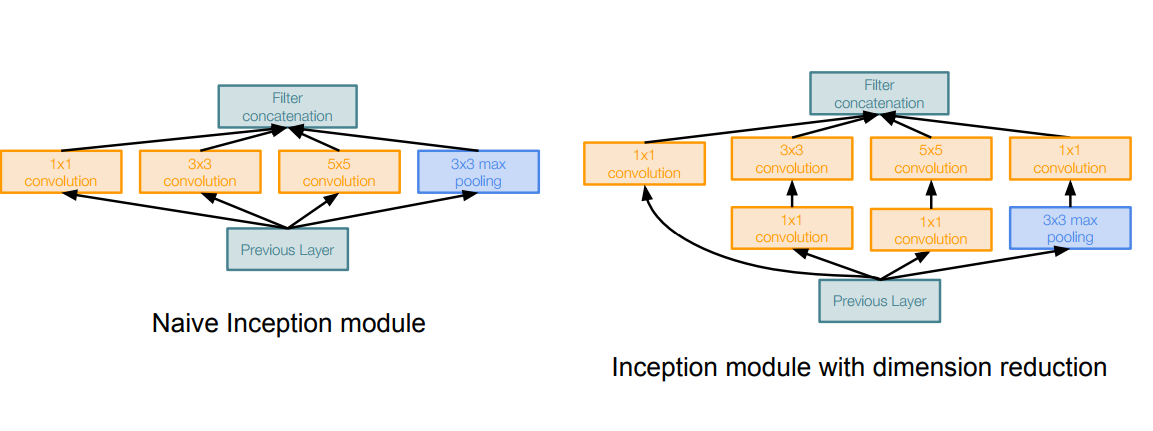 Filter
concatenation
1x1
convolution
3x3
convolution
5x5
convolution
3x3 max
pooling
Previous Layer
Naive Inception module
Filter
concatenation
1x1
convolution
3x3
convolution
5x5
convolution
1x1
convolution
1x1
convolution
1x1
convolution
3x3 max
pooling
Previous Layer
Inception module with dimension reduction